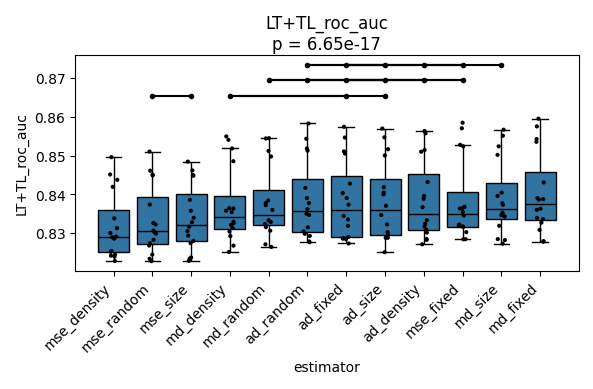 LT+TL_roc_auc
p = 6.65e-17
LT+TL_roc_auc
0.87
0.86
0.85
0.84
0.83
mse_density
mse_random
mse_size
md_density
md_random
ad_random
ad_fixed
ad_size
ad_density
mse_fixed
md_size
md_fixed
estimator